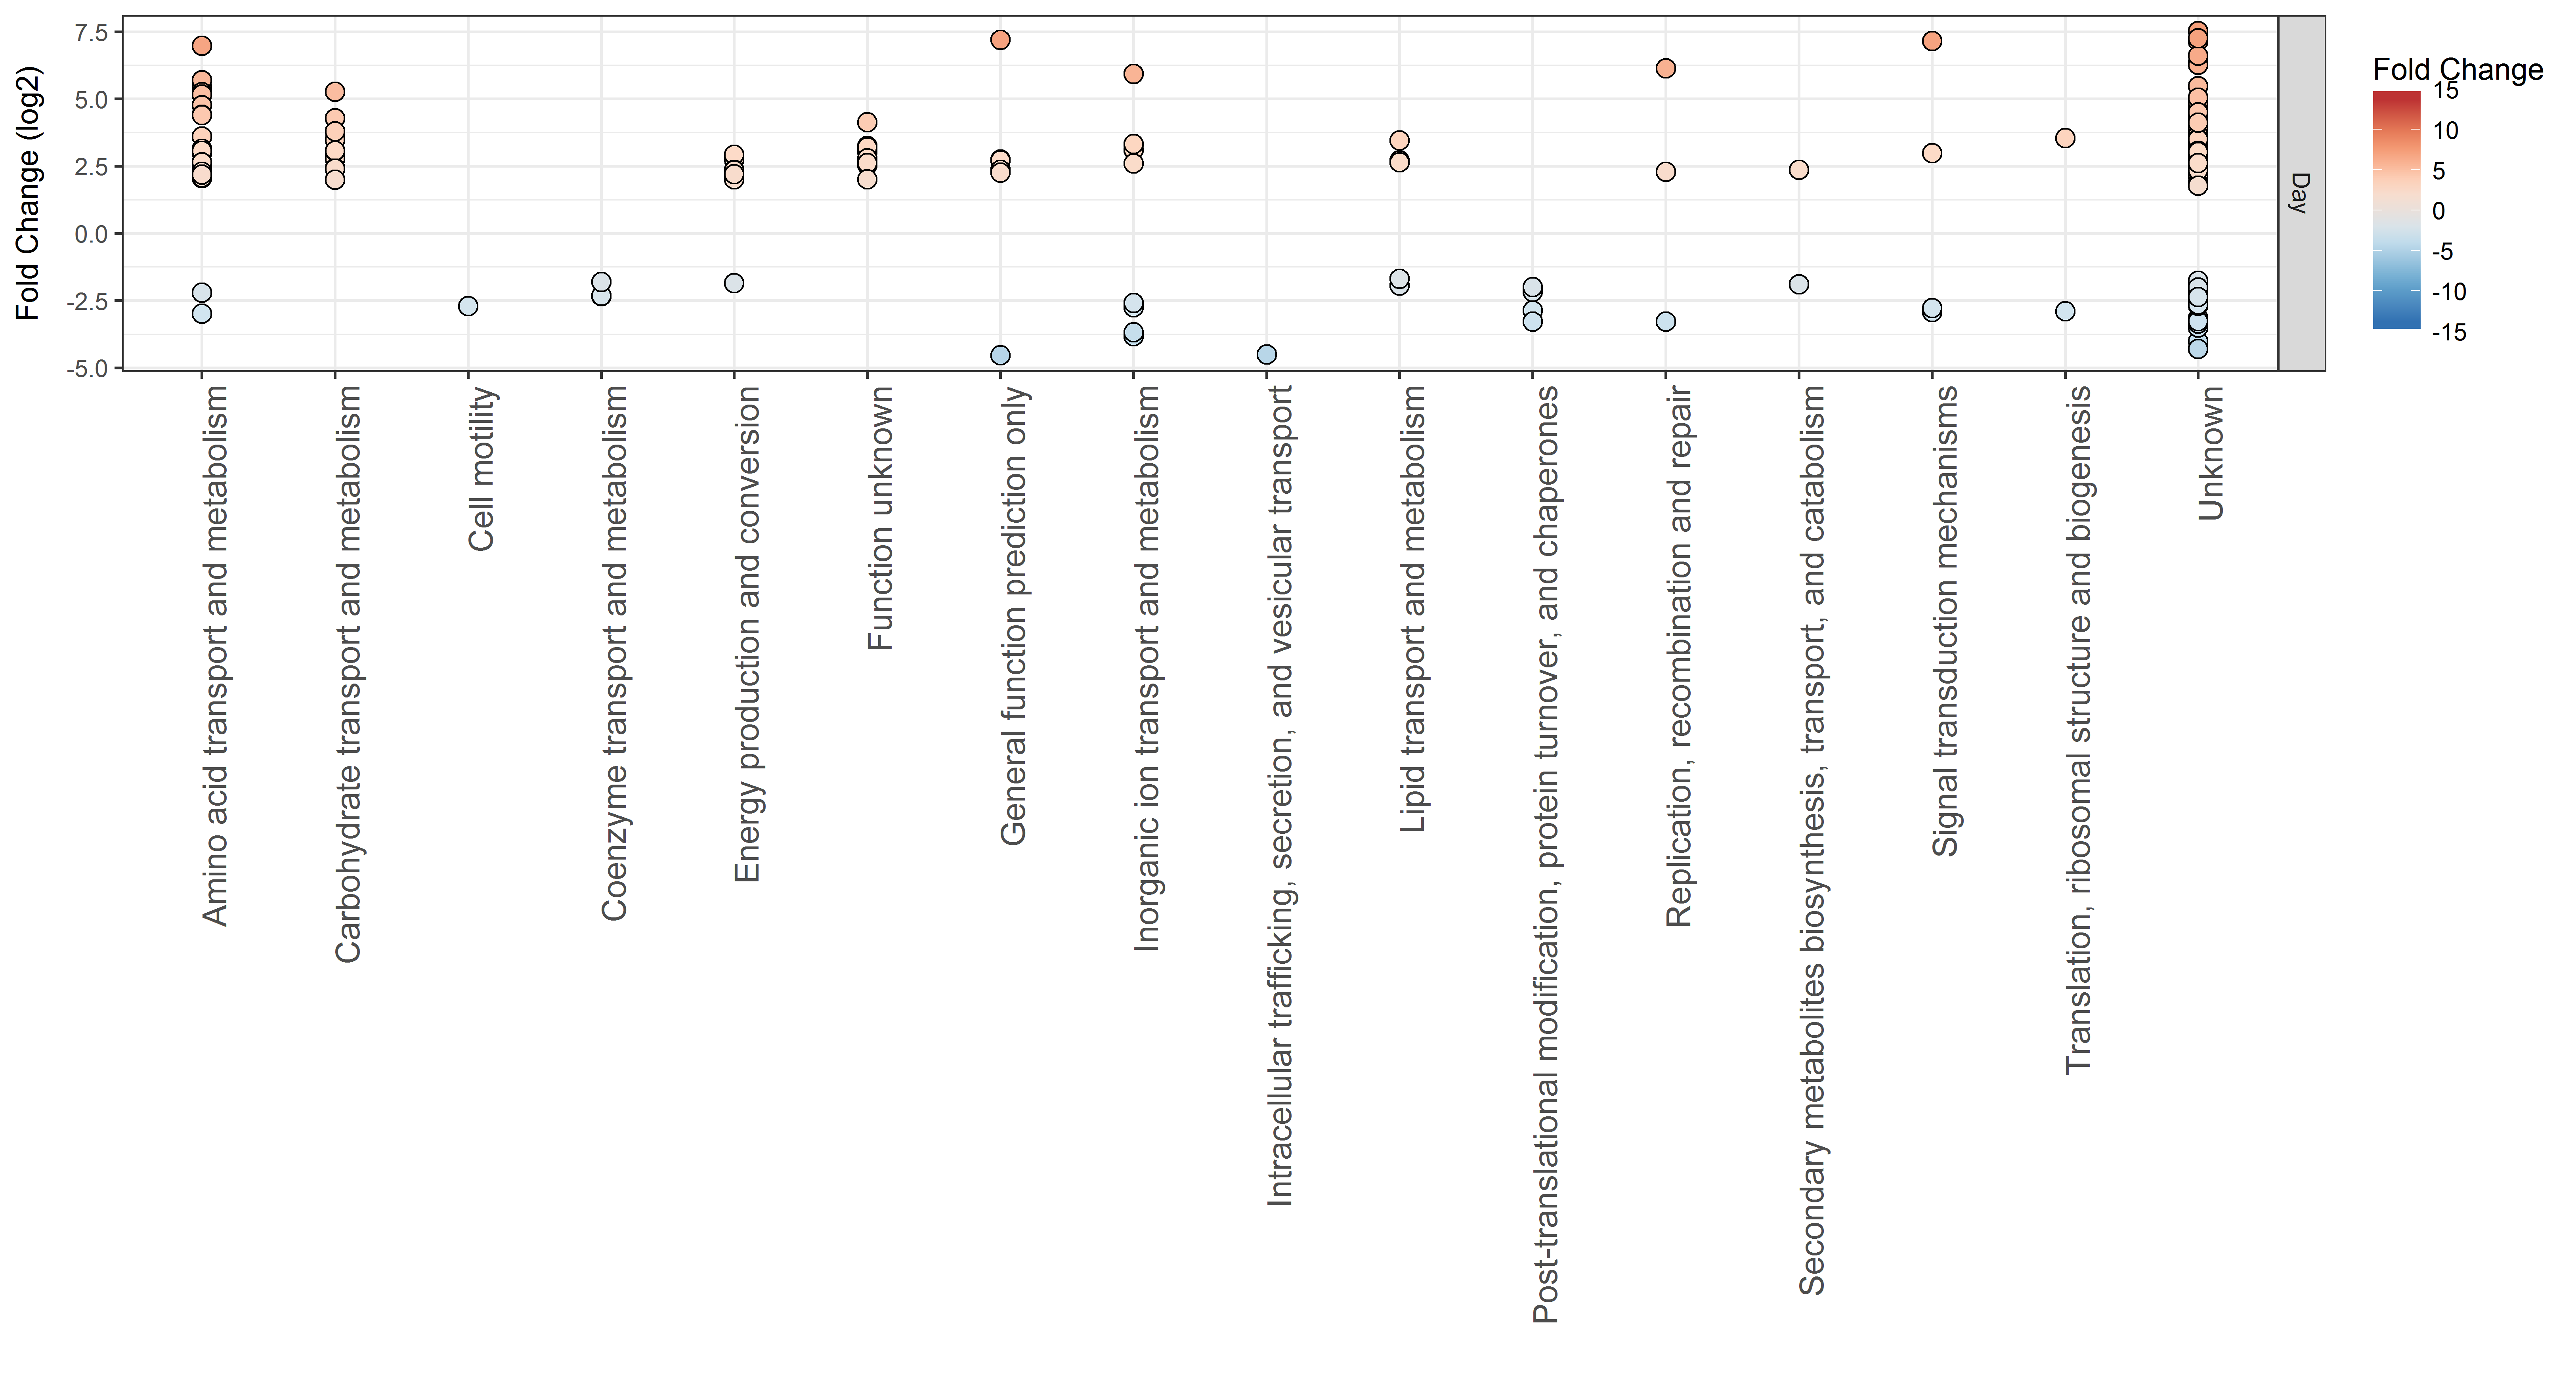 Fold Change (log2)
7.5
5.0
2.5
0.0
-2.5
-5.0
Day
Fold Change
15
10
5
0
-5
-10
-15
Amino acid transport and metabolism
Carbohydrate transport and metabolism
Cell motility
Coenzyme transport and metabolism
Energy production and conversion
Function unknown
General function prediction only
Inorganic ion transport and metabolism
Intracellular trafficking, secretion, and vesicular transport
Lipid transport and metabolism
Post-translational modification, protein turnover, and chaperones
Replication, recombination and repair
Secondary metabolites biosynthesis, transport, and catabolism
Signal transduction mechanisms
Translation, ribosomal structure and biogenesis
Unknown